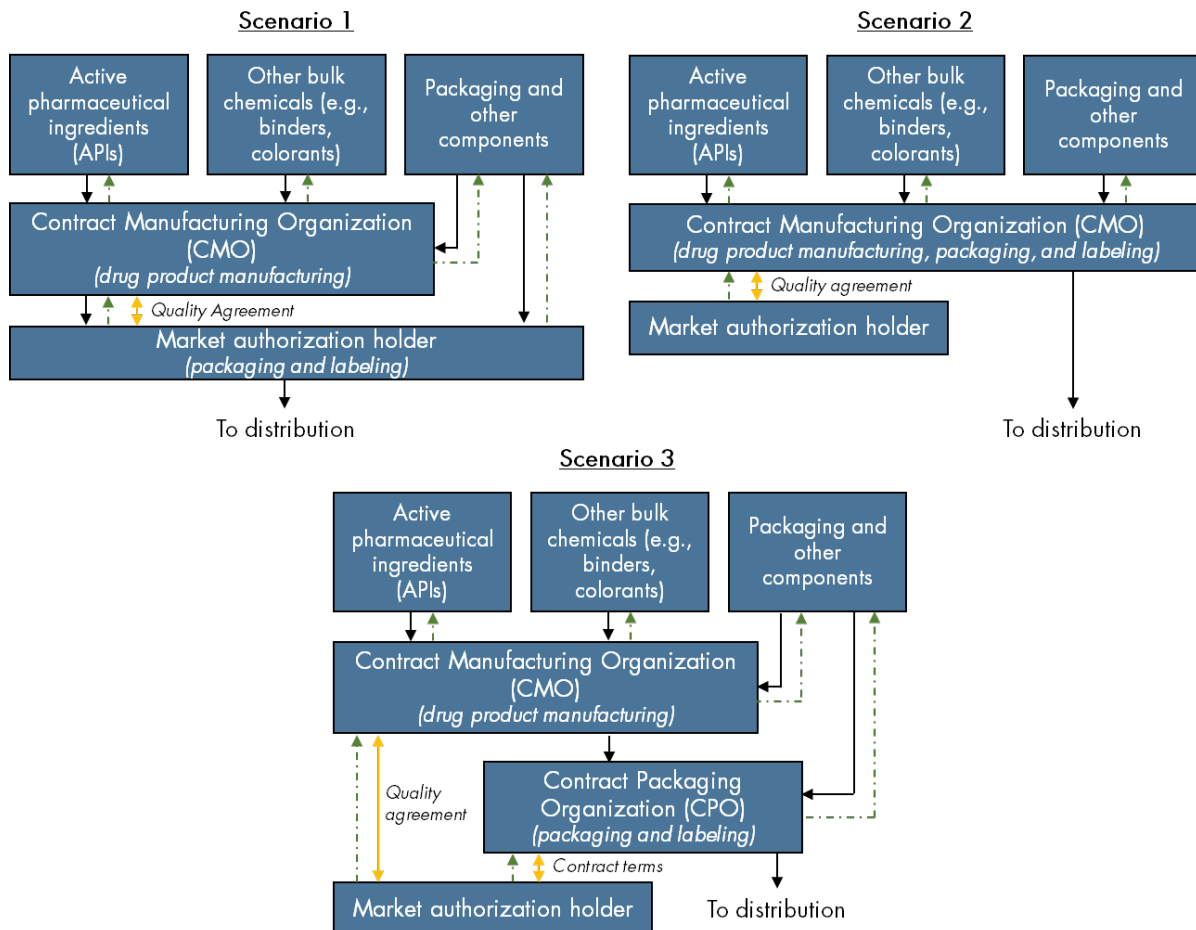 Scenario 1
Active
pharmaceutical
ingredients
(APIs)
Other bulk
chemicals (e.g.,
binders,
colorants)
Packaging and
other
components
Contract Manufacturing Organization
(CMO)
(drug product manufacturing)
Quality Agreement
Market authorization holder
(packaging and labeling)
To distribution
Scenario 2
Active
pharmaceutical
ingredients
(APIs)
Other bulk
chemicals (e.g.,
binders,
colorants)
Packaging and
other
components
Contract Manufacturing Organization (CMO)
(drug product manufacturing, packaging, and labeling)
Quality agreement
Market authorization holder
To distribution
Scenario 3
Active
pharmaceutical
ingredients
(APIs)
Other bulk
chemicals (e.g.,
binders,
colorants)
Packaging and
other
components
Contract Manufacturing Organization
(CMO)
(drug product manufacturing)
Quality
agreement
Contract Packaging
Organization (CPO)
(packaging and labeling)
Contract terms
Market authorization holder
To distribution